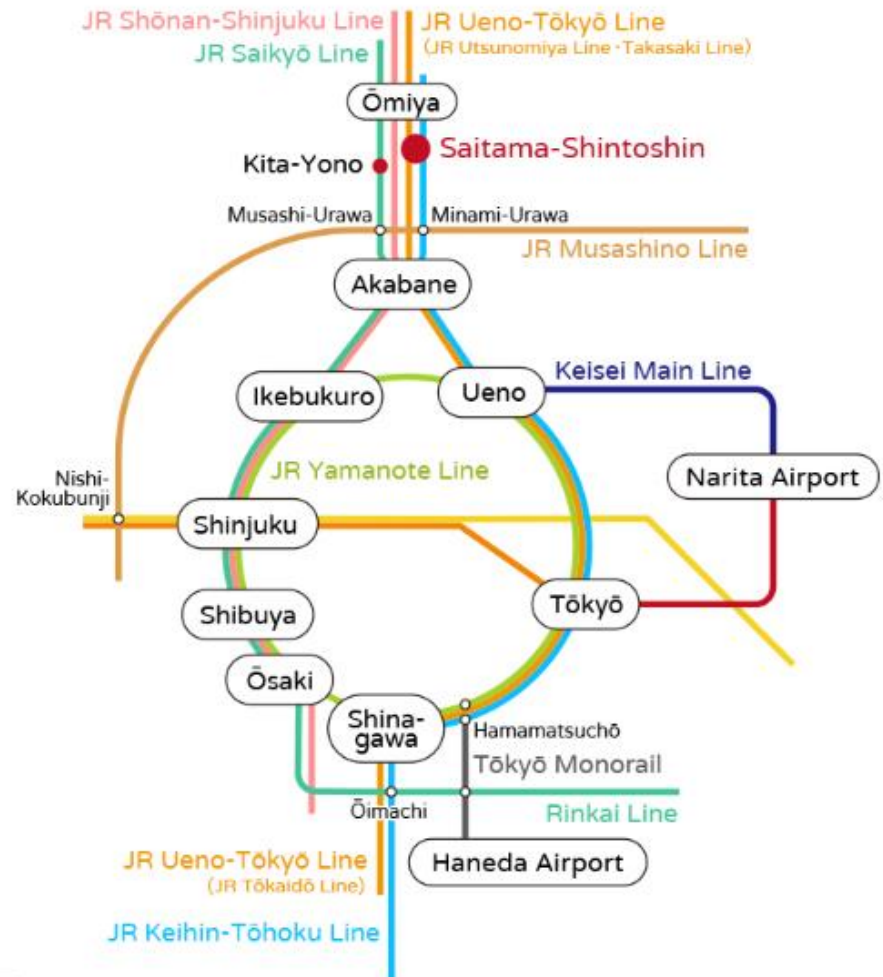 JR Shōnan-Shinjuku Line
JR Ueno-Tōkyō Line
(JR Utsunomiya Line・Takasaki Line)
JR Saikyō Line
Ōmiya
Saitama-Shintoshin
Kita-Yono
Musashi-Urawa
Minami-Urawa
JR Musashino Line
Akabane
Ikebukuro
Ueno
Keisei Main Line
JR Yamanote Line
Narita Airport
Nishi-
Kokubunji
Shinjuku
Shibuya
Tōkyō
Ōsaki
Shina-
gawa
Hamamatsuchō
Tōkyō Monorail
Ōimachi
Rinkai Line
JR Ueno-Tōkyō Line
(JR Tōkaidō Line)
Haneda Airport
JR Keihin-Tōhoku Line